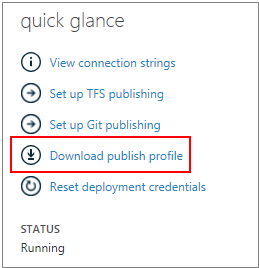 quick glance
View connection strings
Set up TFS publishing
Set up Git publishing
Download publish profile
Reset deployment credentials
STATUS
Running